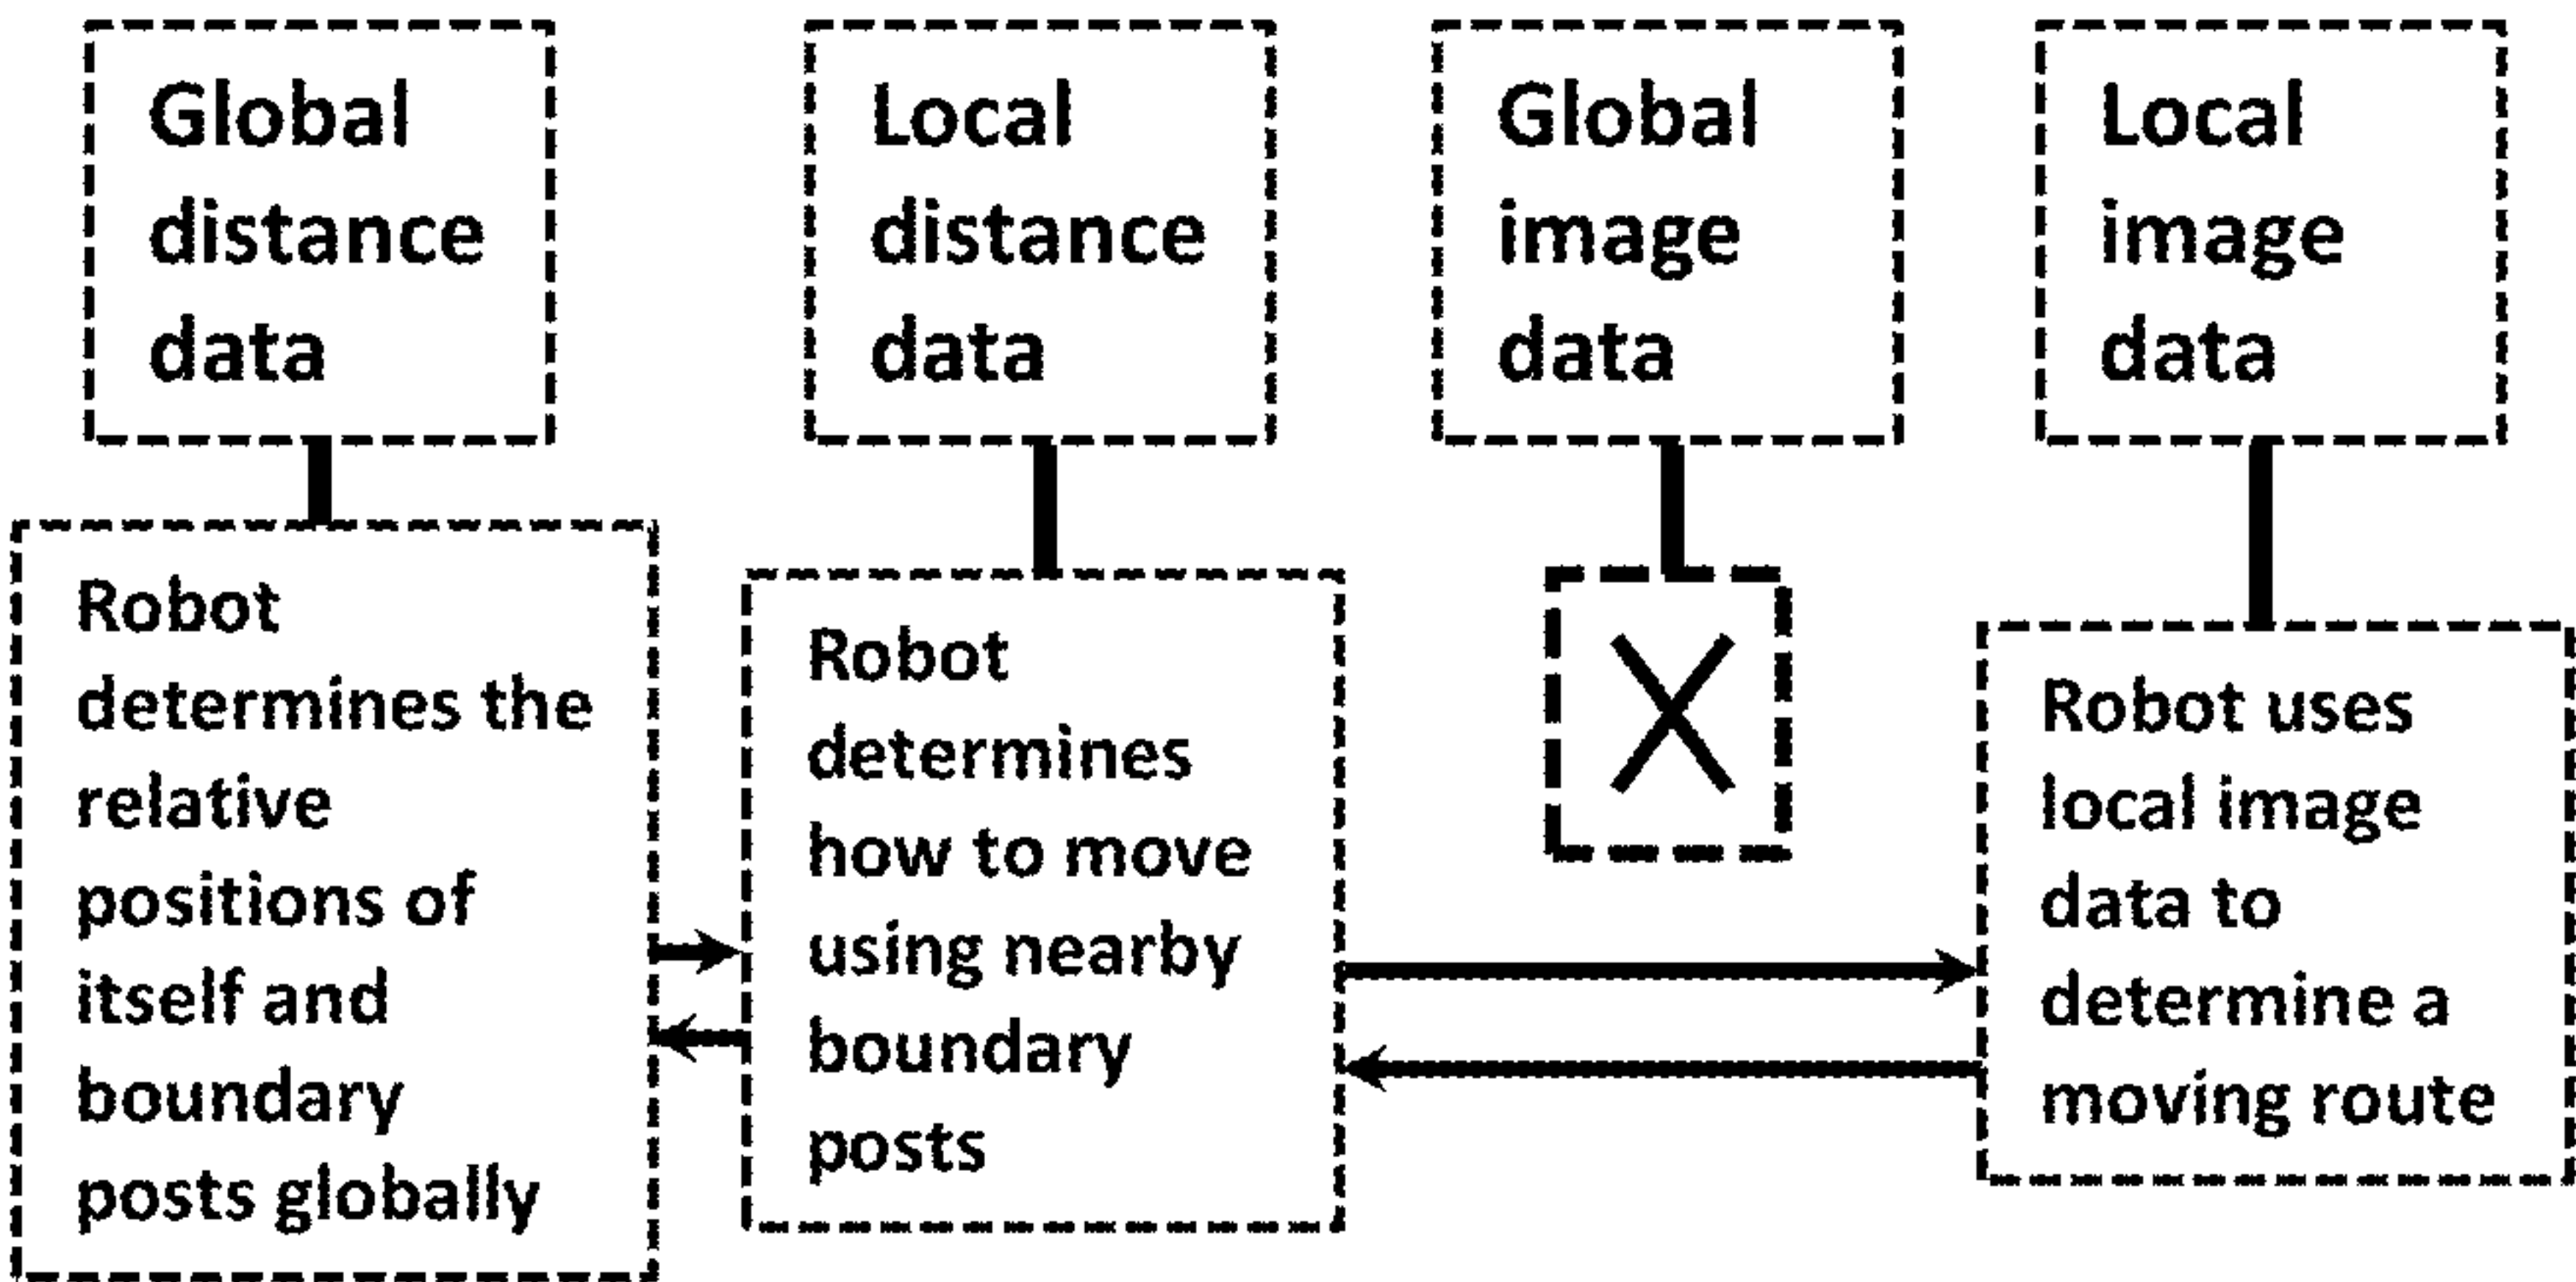 Global
distance
data
Local
distance
data
Global
image
data
Local
image
data
Robot
determines the
relative
positions of
itself and
boundary
posts globally
Robot
determines
how to move
using nearby
boundary
posts
X
Robot uses
local image
data to
determine a
moving route